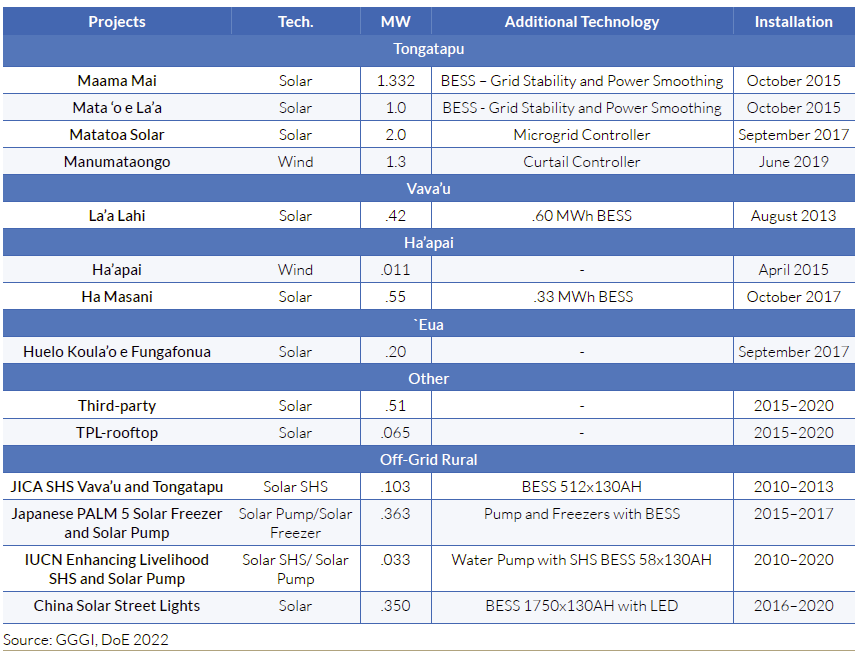 Projects Tech. MW Additional Technology Installation
Tongatapu
Maama Mai Solar 1.332 BESS – Grid Stability and Power Smoothing October 2015
Mata ‘o e La’a Solar 1.0 BESS - Grid Stability and Power Smoothing October 2015
Matatoa Solar Solar 2.0 Microgrid Controller September 2017
Manumataongo Wind 1.3 Curtail Controller June 2019
Vava’u
La’a Lahi Solar .42 .60 MWh BESS August 2013
Ha’apai
Ha’apai Wind .011 - April 2015
Ha Masani Solar .55 .33 MWh BESS October 2017
`Eua
Huelo Koula’o e Fungafonua Solar .20 - September 2017
Other
Third-party Solar .51 - 2015–2020
TPL-rooftop Solar .065 - 2015–2020
Off-Grid Rural
JICA SHS Vava’u and Tongatapu Solar SHS .103 BESS 512x130AH 2010–2013
Japanese PALM 5 Solar Freezer Solar Pump/Solar .363 Pump and Freezers with BESS 2015–2017
and Solar Pump Freezer
IUCN Enhancing Livelihood Solar SHS/ Solar .033 Water Pump with SHS BESS 58x130AH 2010–2020
SHS and Solar Pump Pump
China Solar Street Lights Solar .350 BESS 1750x130AH with LED 2016–2020
Source: GGGI, DoE 2022